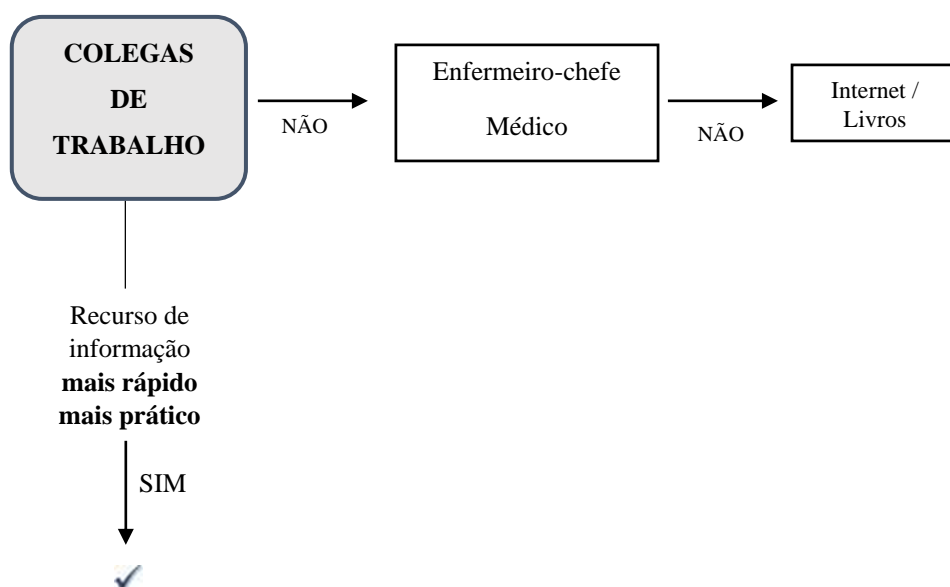 COLEGAS
DE
TRABALHO
NÃO
Enfermeiro-chefe
Médico
NÃO
Internet /
Livros
Recurso de
informação
mais rápido
mais prático
SIM